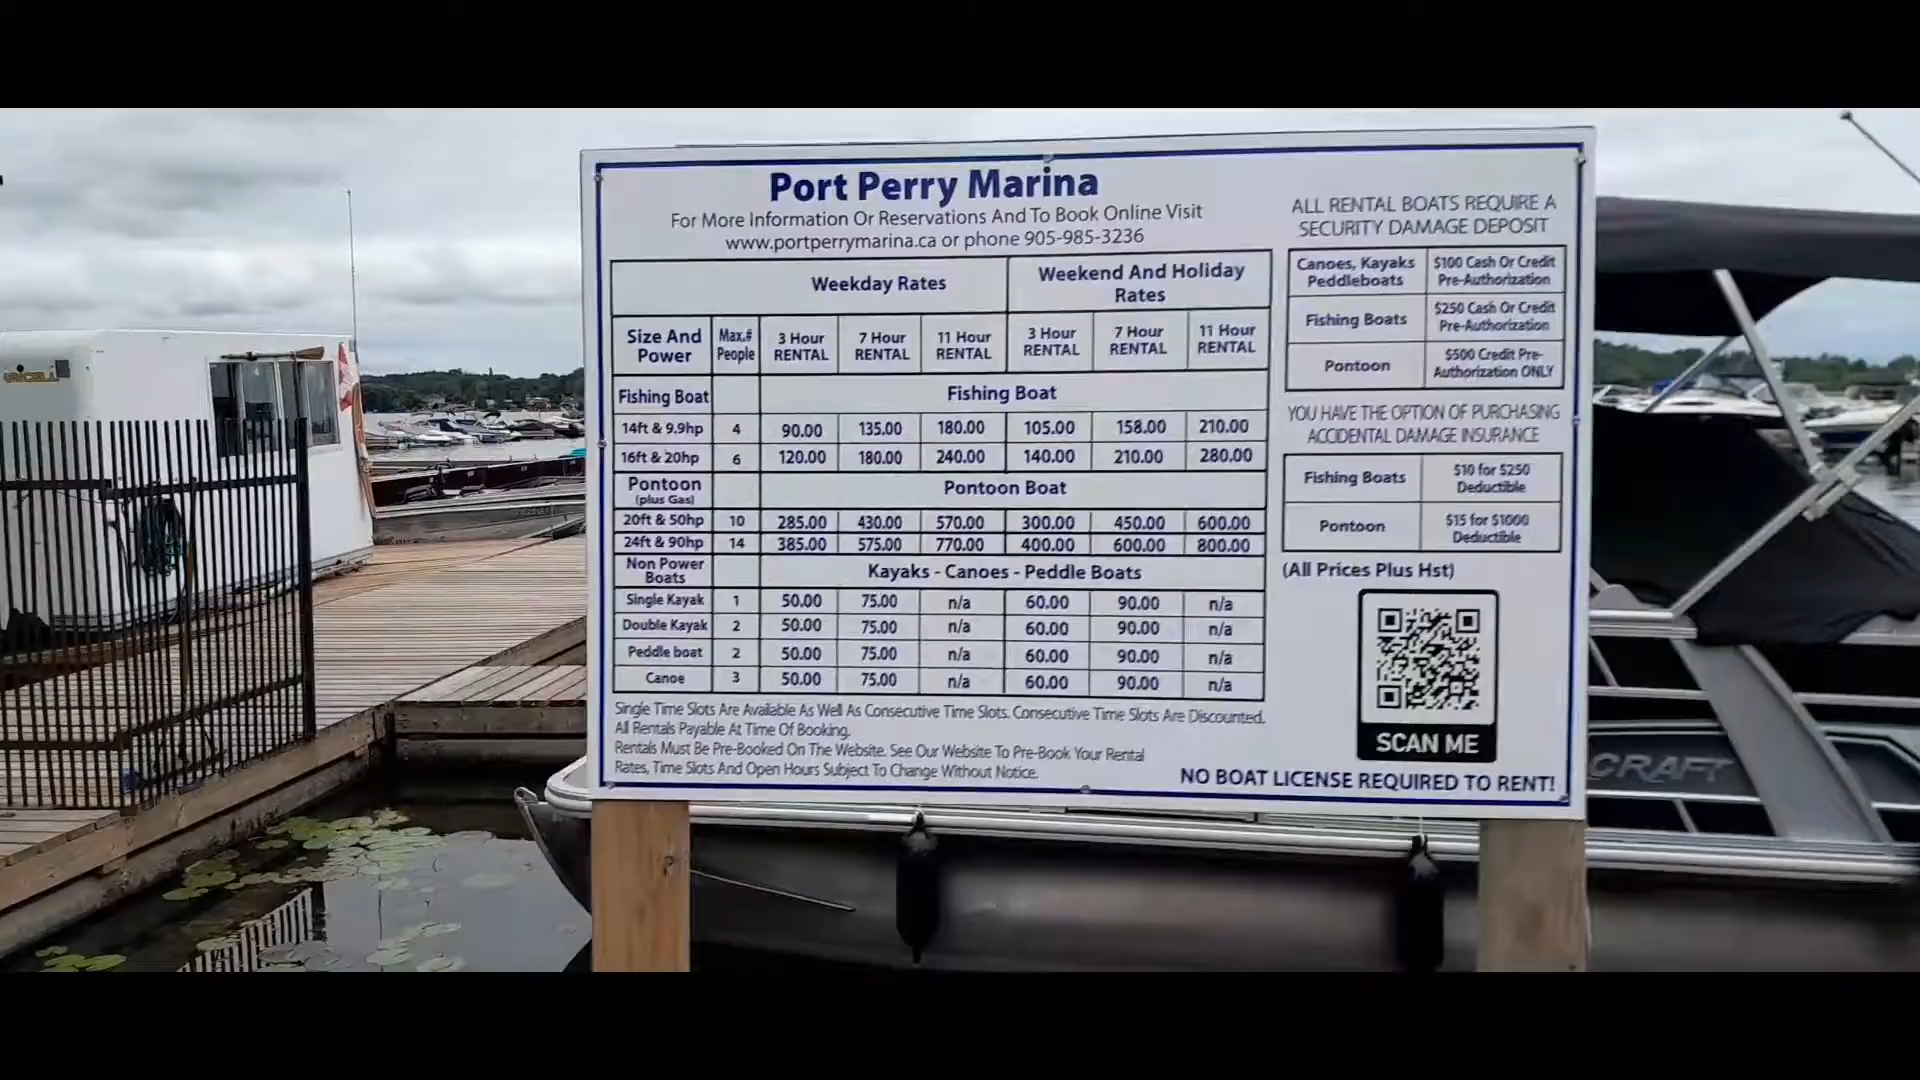 Port Perry Marina
For More Information Or Reservations And To Book Online Visit
www.portperrymarina.ca or phone 905-985-3236
Weekday Rates
Weekend And Holiday
Rates
Size And
Power
Max.#
People
3 Hour
RENTAL
7 Hour
RENTAL
11 Hour
RENTAL
3 Hour
RENTAL
7 Hour
RENTAL
11 Hour
RENTAL
Fishing Boat
Fishing Boat
14ft & 9.9hp 4 90.00 135.00 180.00 105.00 158.00 210.00
16ft & 20hp 6 120.00 180.00 240.00 140.00 210.00 280.00
Pontoon
(plus Gas)
Pontoon Boat
20ft & 50hp 10 285.00 430.00 570.00 300.00 450.00 600.00
24ft & 90hp 14 385.00 575.00 770.00 400.00 600.00 800.00
Non Power
Boats
Kayaks - Canoes - Peddle Boats
Single Kayak 1 50.00 75.00 n/a 60.00 90.00 n/a
Double Kayak 2 50.00 75.00 n/a 60.00 90.00 n/a
Peddle boat 2 50.00 75.00 n/a 60.00 90.00 n/a
Canoe 3 50.00 75.00 n/a 60.00 90.00 n/a
Single Time Slots Are Available As Well As Consecutive Time Slots. Consecutive Time Slots Are Discounted.
All Rentals Payable At Time Of Booking.
Rentals Must Be Pre-Booked On The Website. See Our Website To Pre-Book Your Rental
Rates, Time Slots And Open Hours Subject To Change Without Notice.
ALL RENTAL BOATS REQUIRE A
SECURITY DAMAGE DEPOSIT
Canoes, Kayaks
Peddleboats
$100 Cash Or Credit
Pre-Authorization
Fishing Boats
$250 Cash Or Credit
Pre-Authorization
Pontoon
$500 Credit Pre-
Authorization ONLY
YOU HAVE THE OPTION OF PURCHASING
ACCIDENTAL DAMAGE INSURANCE
Fishing Boats
$10 for $250
Deductible
Pontoon
$15 for $1000
Deductible
(All Prices Plus Hst)
SCAN ME
NO BOAT LICENSE REQUIRED TO RENT!
CRAFT